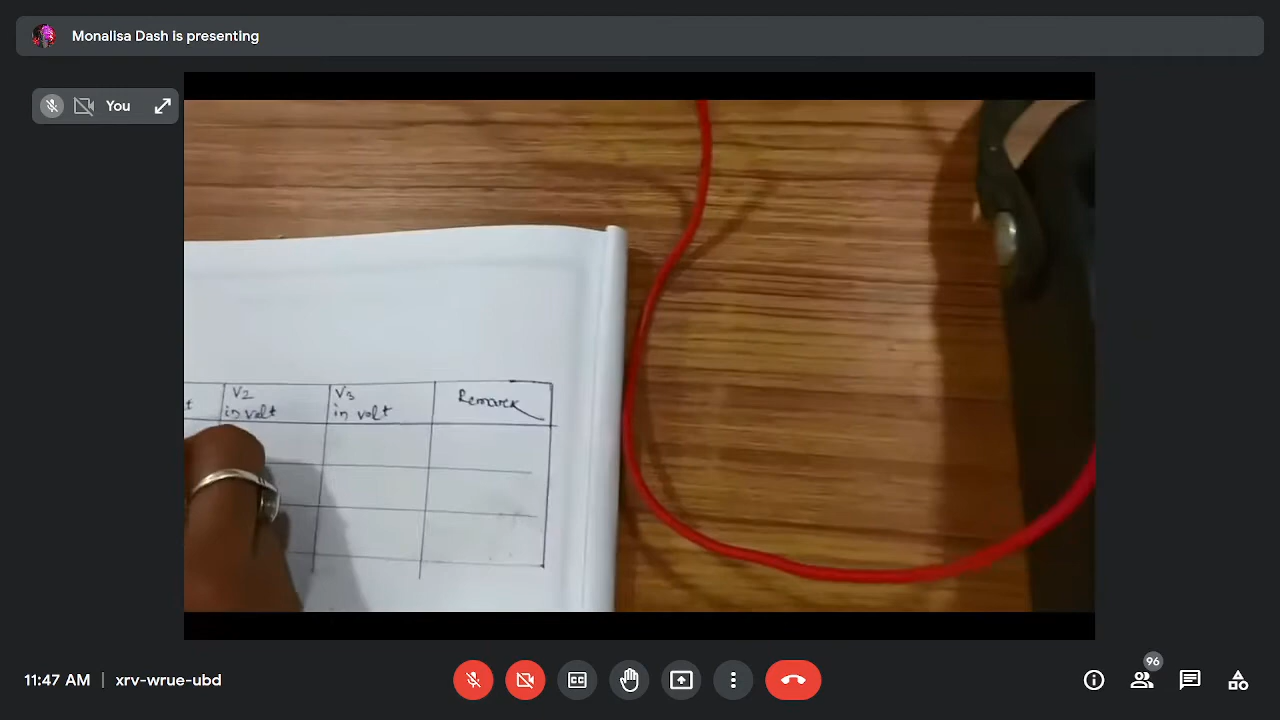 Monalisa Dash is presenting
You
t
V2
in volt
V3
in volt
Remark
11:47 AM | xrv-wrue-ubd
CC
96